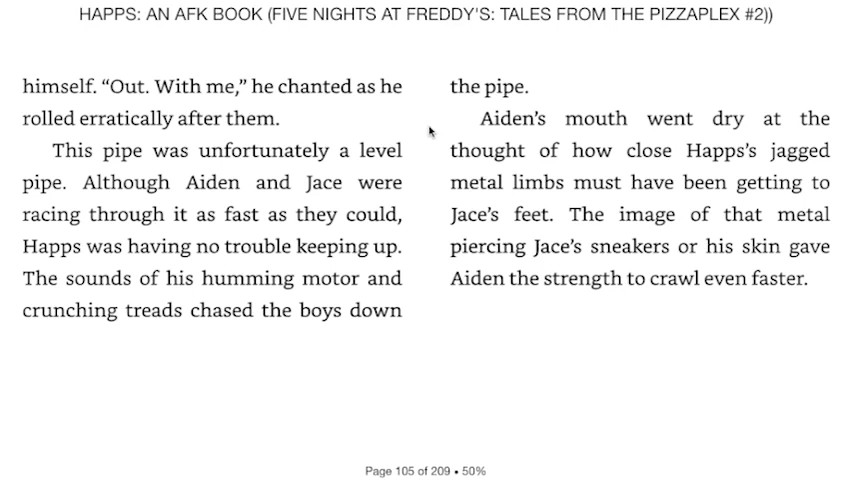 HAPPS: AN AFK BOOK (FIVE NIGHTS AT FREDDY'S: TALES FROM THE PIZZAPLEX #2))
himself. “Out. With me,” he chanted as he
rolled erratically after them.
This pipe was unfortunately a level
pipe. Although Aiden and Jace were
racing through it as fast as they could,
Happs was having no trouble keeping up.
The sounds of his humming motor and
crunching treads chased the boys down
the pipe.
Aiden’s mouth went dry at the
thought of how close Happs’s jagged
metal limbs must have been getting to
Jace’s feet. The image of that metal
piercing Jace’s sneakers or his skin gave
Aiden the strength to crawl even faster.
Page 105 of 209 • 50%